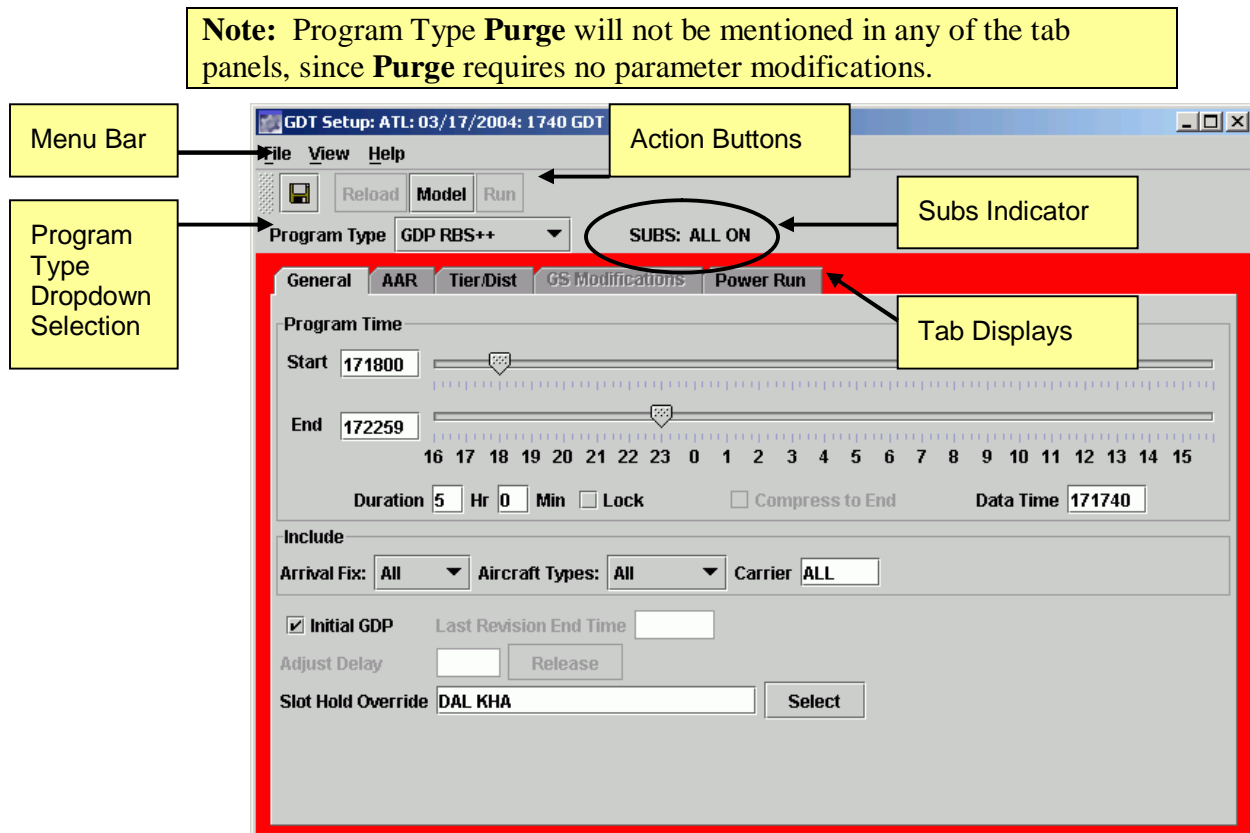 Note: Program Type Purge will not be mentioned in any of the tab
panels, since Purge requires no parameter modifications.
Menu Bar
Action Buttons
Subs Indicator
Program
Type
Dropdown
Selection
Tab Displays
GDT Setup: ATL: 03/17/2004: 1740 GDT
File View Help
Reload Model Run
Program Type GDP RBS++ SUBS: ALL ON
General AAR Tier/Dist GS Modifications Power Run
Program Time
Start 171800
End 172259
16 17 18 19 20 21 22 23 0 1 2 3 4 5 6 7 8 9 10 11 12 13 14 15
Duration 5 Hr 0 Min Lock Compress to End Data Time 171740
Include
Arrival Fix: All Aircraft Types: All Carrier ALL
Initial GDP Last Revision End Time
Adjust Delay Release
Slot Hold Override DAL KHA Select